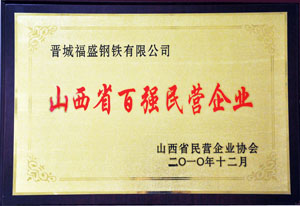 晋城福盛钢铁有限公司
山西省百强民营企业
山西省民营企业协会
二〇一〇年十二月